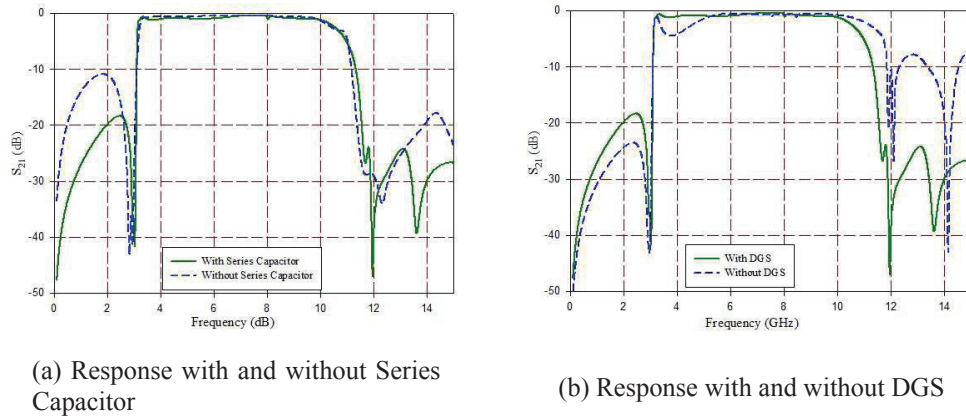 0
-10
-20
-30
-40
-50
S21 (dB)
With Series Capacitor
Without Series Capacitor
0 2 4 6 8 10 12 14
Frequency (dB)
(a) Response with and without Series
Capacitor
0
-10
-20
-30
-40
-50
S21 (dB)
With DGS
Without DGS
0 2 4 6 8 10 12 14
Frequency (GHz)
(b) Response with and without DGS